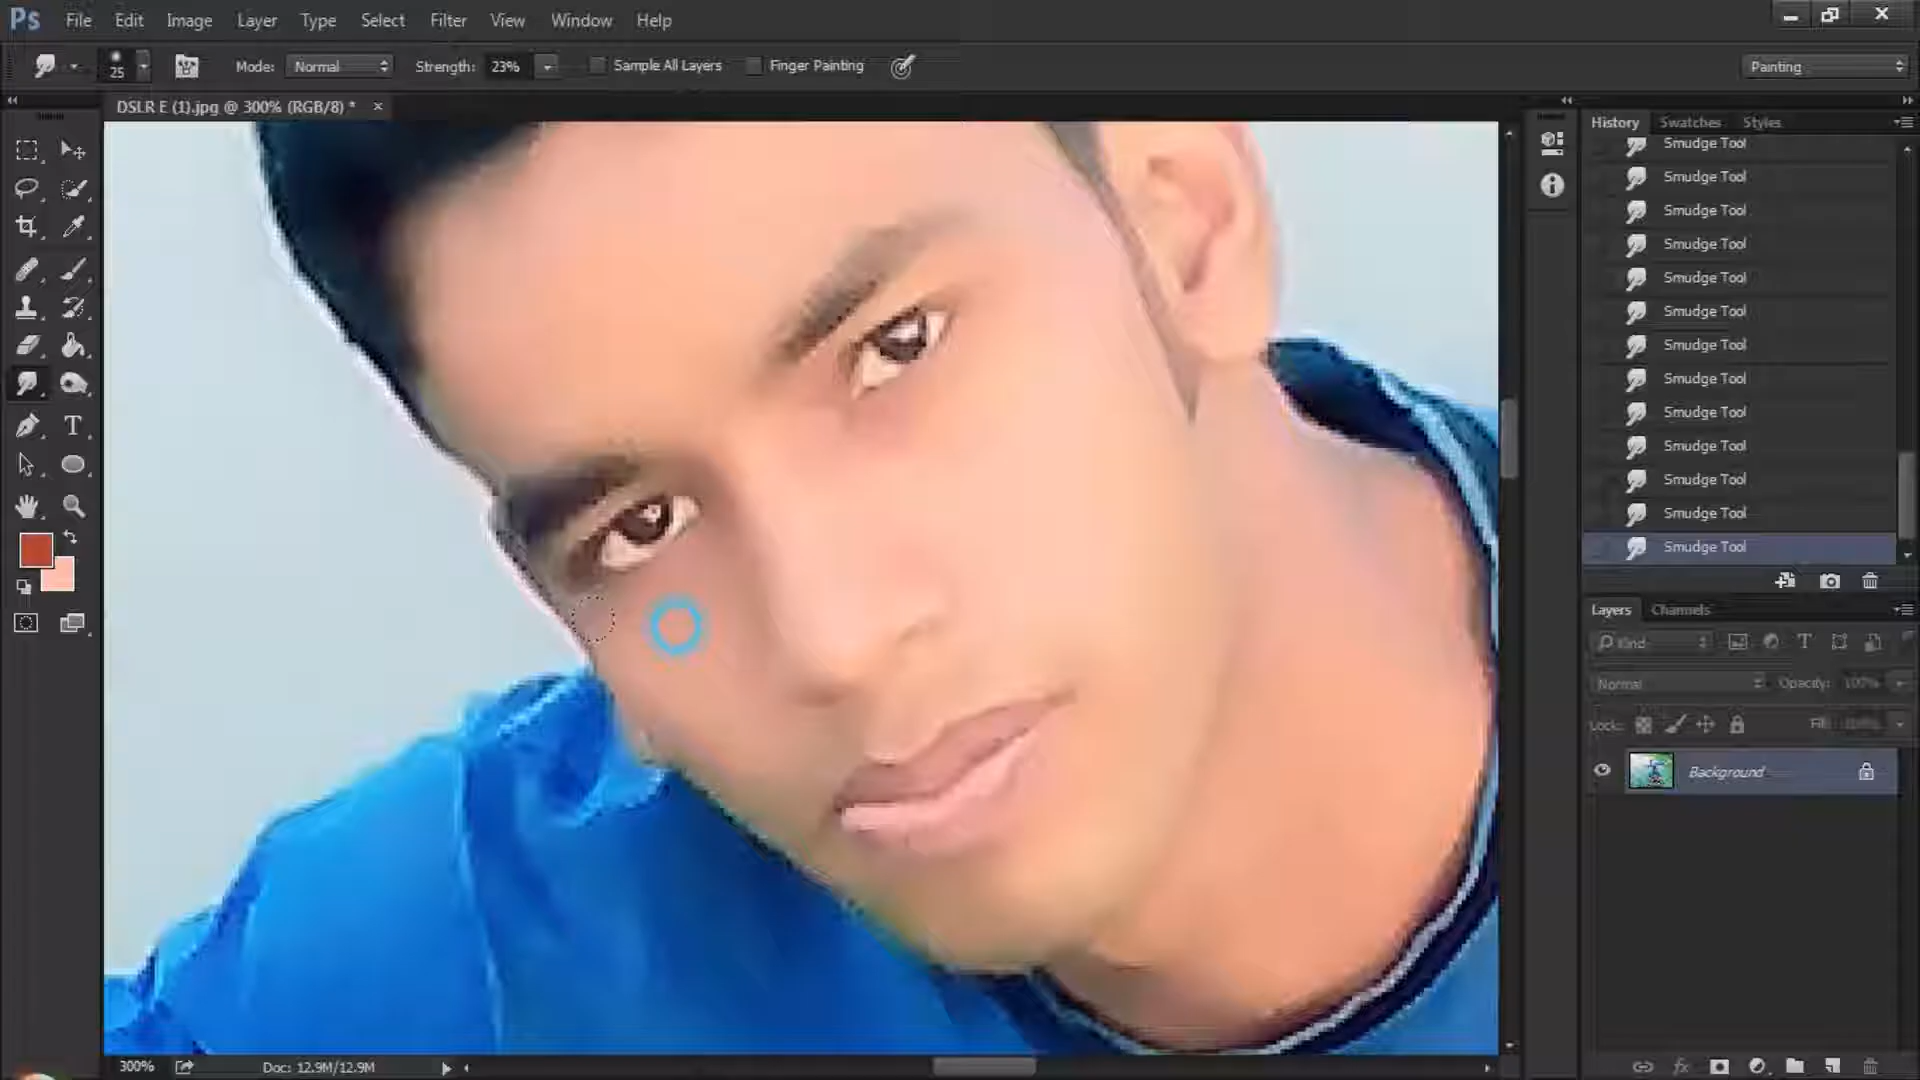 Ps File Edit Image Layer Type Select Filter View Window Help
25 Mode: Normal Strength: 23% Sample All Layers Finger Painting Painting
DSLR E (1).jpg @ 300% (RGB/8) * ×
History Swatches Styles
Smudge Tool
Smudge Tool
Smudge Tool
Smudge Tool
Smudge Tool
Smudge Tool
Smudge Tool
Smudge Tool
Smudge Tool
Smudge Tool
Smudge Tool
Smudge Tool
Smudge Tool
Layers Channels
Kind
Normal Opacity: 100%
Lock: Fill: 100%
Background
300% Doc: 12.9M/12.9M